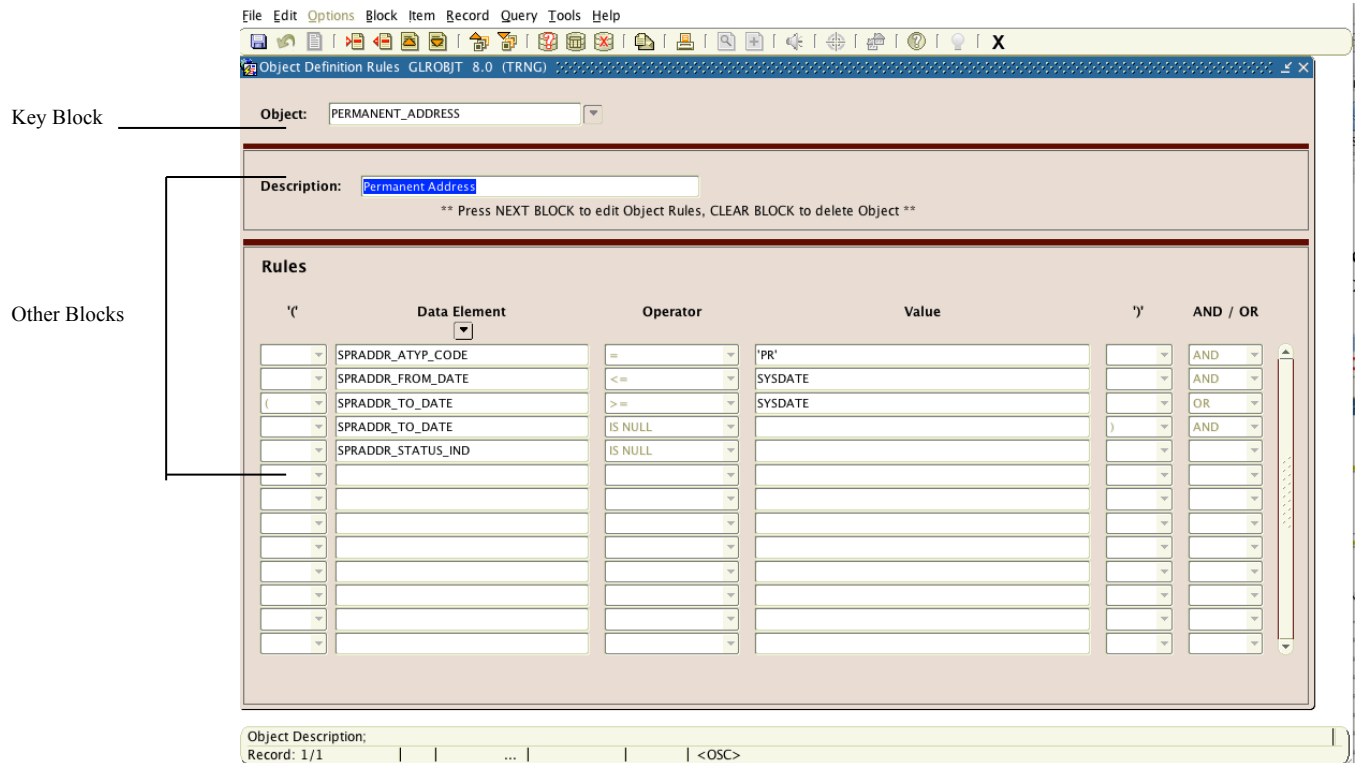 File Edit Options Block Item Record Query Tools Help
X
Object Definition Rules GLROBJT 8.0 (TRNG)
Key Block
Object: PERMANENT_ADDRESS
Description: Permanent Address
** Press NEXT BLOCK to edit Object Rules, CLEAR BLOCK to delete Object **
Other Blocks
Rules
'(' Data Element Operator Value ')' AND / OR
SPRADDR_ATYP_CODE = 'PR' AND
SPRADDR_FROM_DATE <= SYSDATE AND
( SPRADDR_TO_DATE >= SYSDATE OR
SPRADDR_TO_DATE IS NULL ) AND
SPRADDR_STATUS_IND IS NULL
Object Description;
Record: 1/1 ... <OSC>